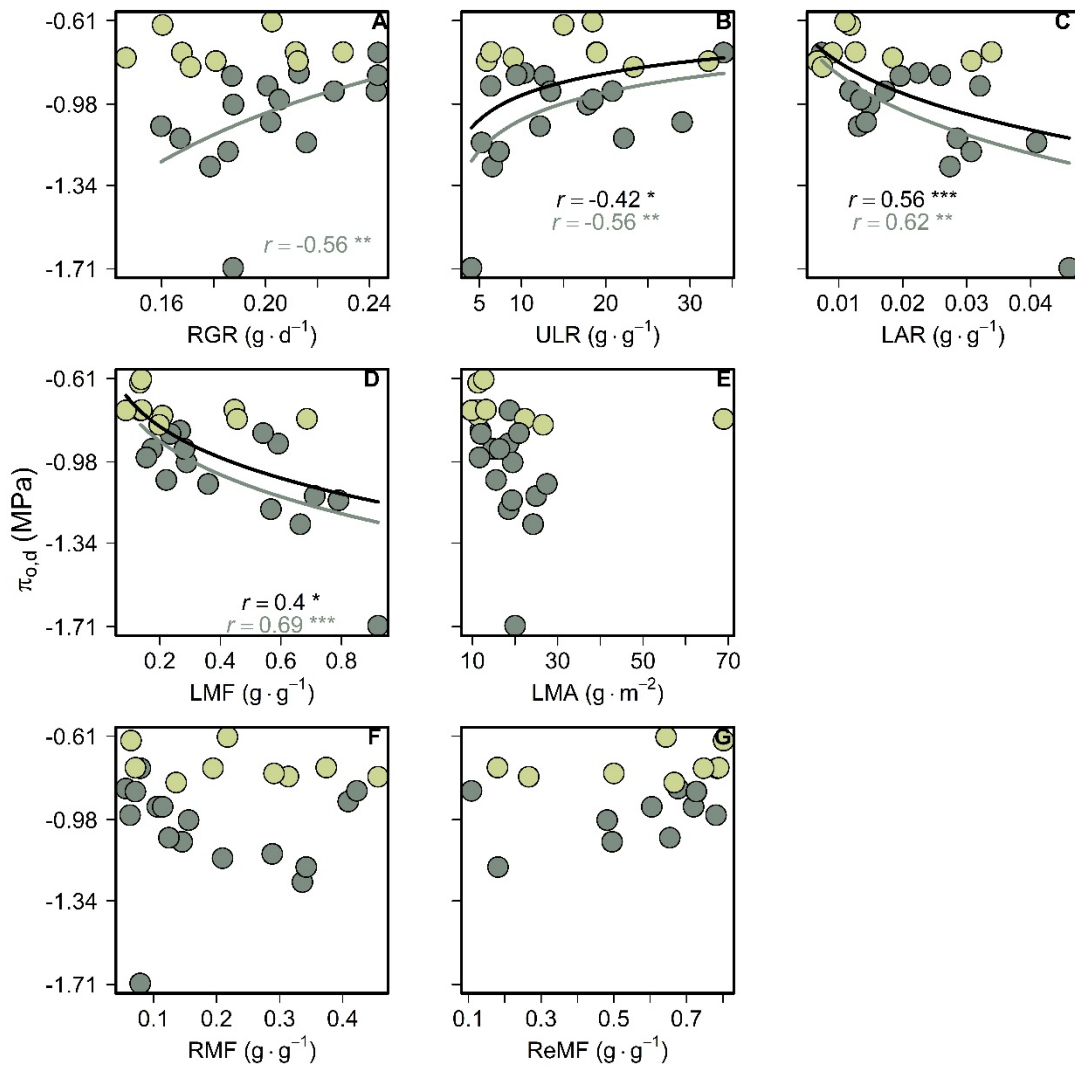 A
B
C
-0.61
-0.98
-1.34
-1.71
r = -0.56 **
r = -0.42 *
r = -0.56 **
r = 0.56 ***
r = 0.62 **
0.16 0.20 0.24
5 10 20 30
0.01 0.02 0.03 0.04
RGR (g · d⁻¹)
ULR (g · g⁻¹)
LAR (g · g⁻¹)
D
E
-0.61
-0.98
-1.34
-1.71
πo,d (MPa)
r = 0.4 *
r = 0.69 ***
0.2 0.4 0.6 0.8
10 30 50 70
LMF (g · g⁻¹)
LMA (g · m⁻²)
F
G
-0.61
-0.98
-1.34
-1.71
0.1 0.2 0.3 0.4
0.1 0.3 0.5 0.7
RMF (g · g⁻¹)
ReMF (g · g⁻¹)